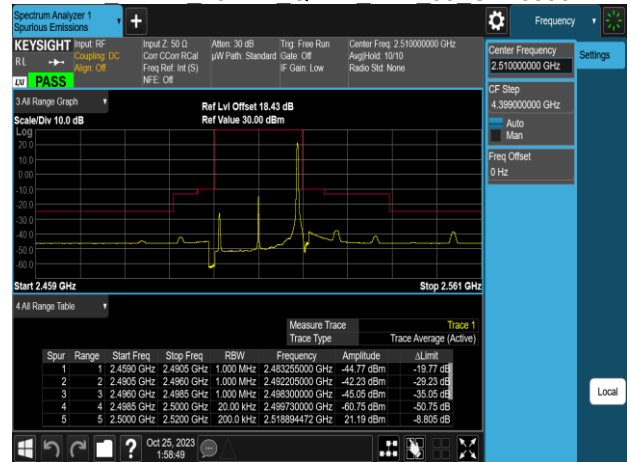 Spectrum Analyzer 1
Spurious Emissions
Frequency
KEYSIGHT Input: RF Input Z: 50 Ω Atten: 30 dB Trig: Free Run Center Freq: 2.510000000 GHz
RL Coupling: DC Corr CCorr RCal µW Path: Standard Gate: Off Avg|Hold: 10/10
Align: Off Freq Ref: Int (S) IF Gain: Low Radio Std: None
LXI PASS NFE: Off
Center Frequency
2.510000000 GHz
Settings
CF Step
4.399000000 GHz
Auto
Man
Freq Offset
0 Hz
3 All Range Graph
Ref Lvl Offset 18.43 dB
Scale/Div 10.0 dB Ref Value 30.00 dBm
Log
20.0
10.0
0.00
-10.0
-20.0
-30.0
-40.0
-50.0
-60.0
Start 2.459 GHz Stop 2.561 GHz
4 All Range Table
Measure Trace Trace 1
Trace Type Trace Average (Active)
Spur Range Start Freq Stop Freq RBW Frequency Amplitude ΔLimit
1 1 2.4590 GHz 2.4905 GHz 1.000 MHz 2.483255000 GHz -44.77 dBm -19.77 dB
2 2 2.4905 GHz 2.4960 GHz 1.000 MHz 2.492205000 GHz -42.23 dBm -29.23 dB
3 3 2.4960 GHz 2.4985 GHz 1.000 MHz 2.498300000 GHz -45.05 dBm -35.05 dB
4 4 2.4985 GHz 2.5000 GHz 20.00 kHz 2.499730000 GHz -60.75 dBm -50.75 dB
5 5 2.5000 GHz 2.5200 GHz 200.0 kHz 2.518894472 GHz 21.19 dBm -8.805 dB
Local
Oct 25, 2023
1:58:49